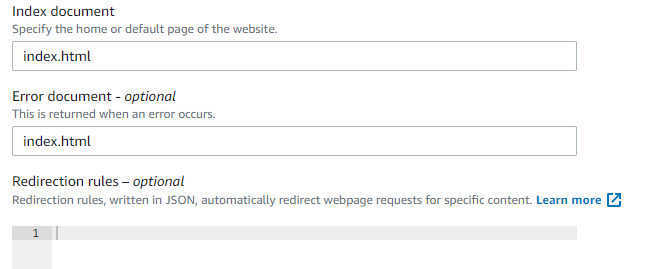 Index document
Specify the home or default page of the website.
index.html
Error document - optional
This is returned when an error occurs.
index.html
Redirection rules – optional
Redirection rules, written in JSON, automatically redirect webpage requests for specific content. Learn more
1